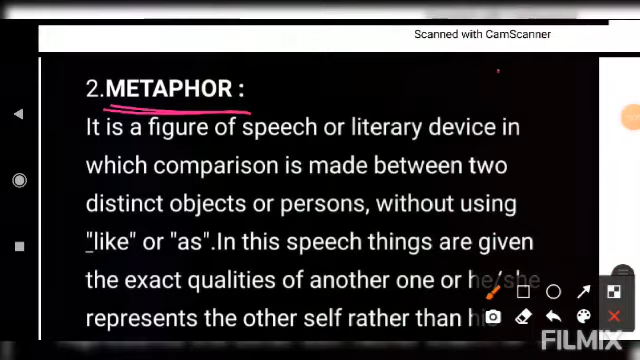 Scanned with CamScanner
2.METAPHOR :
It is a figure of speech or literary device in
which comparison is made between two
distinct objects or persons, without using
"like" or "as".In this speech things are given
the exact qualities of another one or he/she
represents the other self rather than his
FILMIX